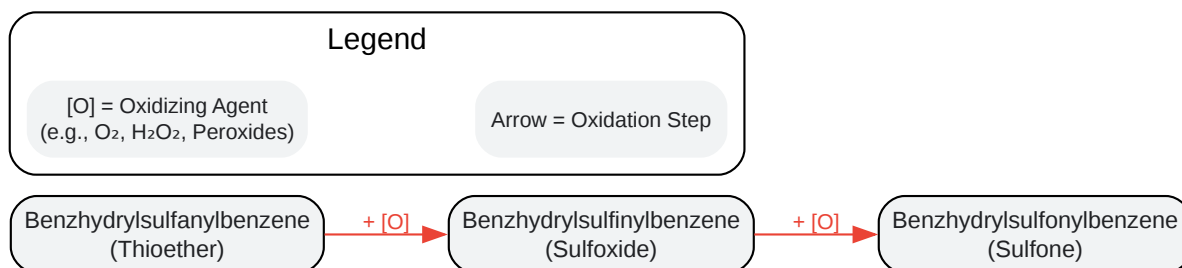 Legend
[O] = Oxidizing Agent
(e.g., O₂, H₂O₂, Peroxides)
Arrow = Oxidation Step
Benzhydrylsulfanylbenzene
(Thioether)
+ [O]
Benzhydrylsulfinylbenzene
(Sulfoxide)
+ [O]
Benzhydrylsulfonylbenzene
(Sulfone)